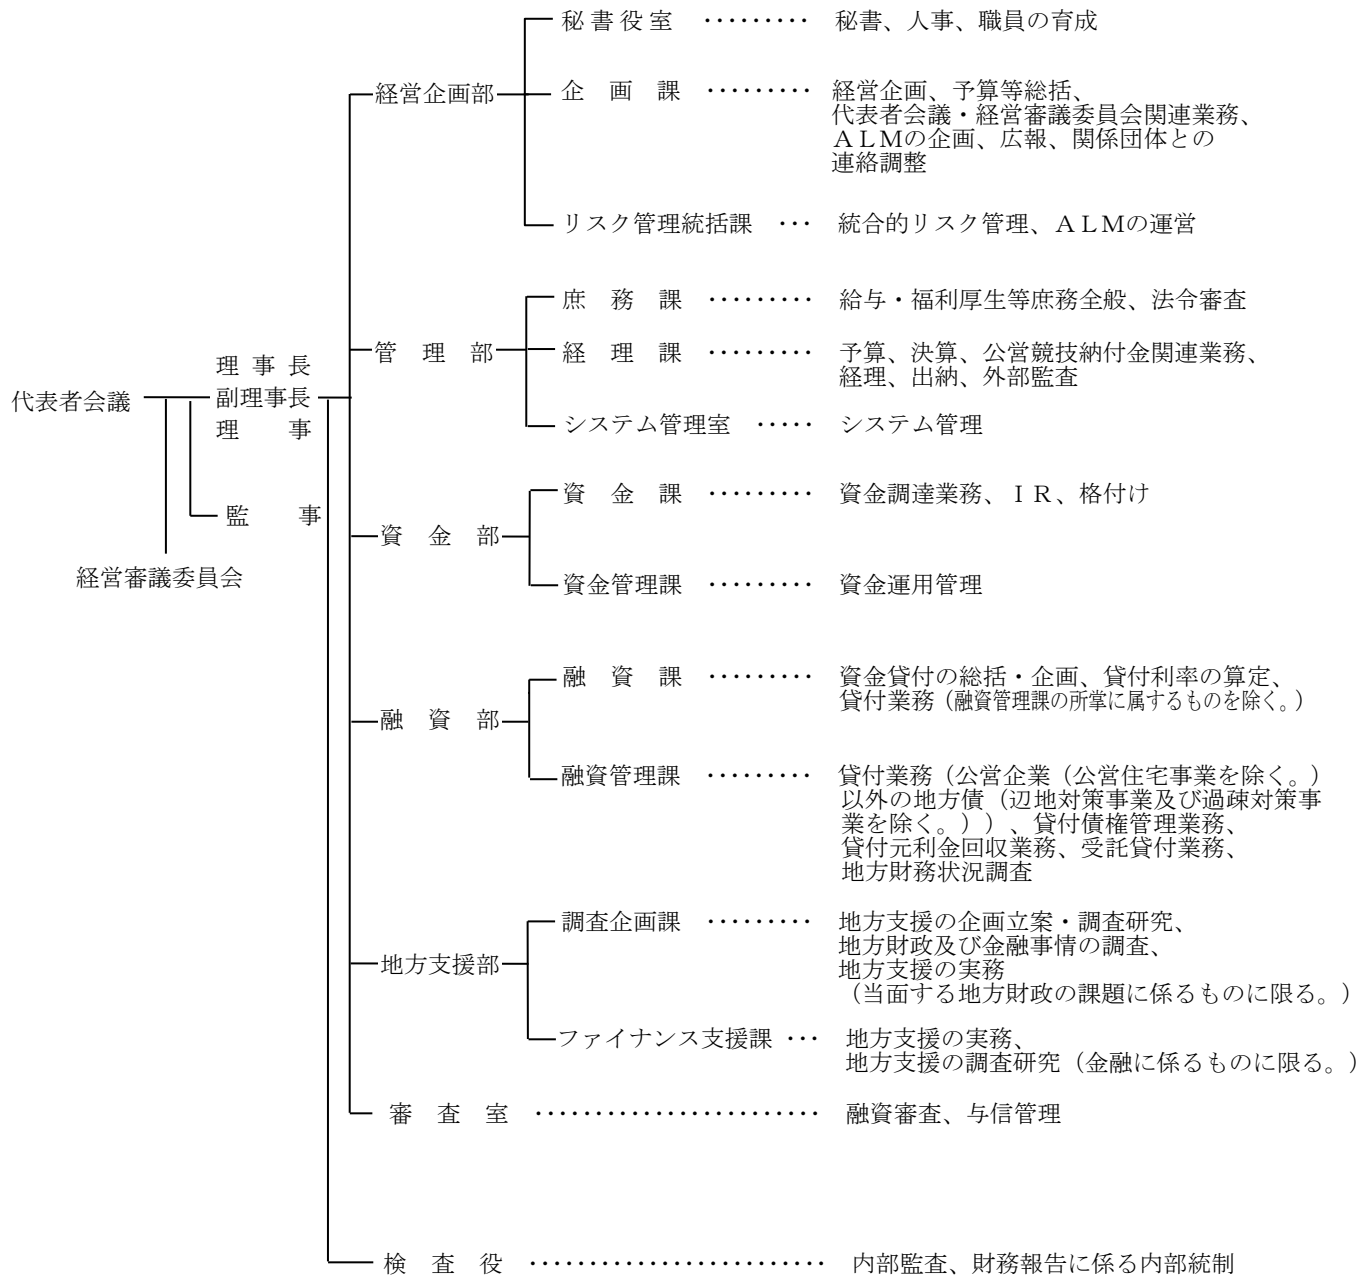 秘書役室 ········· 秘書、人事、職員の育成
経営企画部
企画課 ········· 経営企画、予算等総括、
代表者会議・経営審議委員会関連業務、
ＡＬＭの企画、広報、関係団体との
連絡調整
リスク管理統括課 ··· 統合的リスク管理、ＡＬＭの運営
庶務課 ········· 給与・福利厚生等庶務全般、法令審査
管理部
経理課 ········· 予算、決算、公営競技納付金関連業務、
経理、出納、外部監査
システム管理室 ····· システム管理
代表者会議
理事長
副理事長
理事
監事
経営審議委員会
資金課 ········· 資金調達業務、ＩＲ、格付け
資金部
資金管理課 ········· 資金運用管理
融資課 ········· 資金貸付の総括・企画、貸付利率の算定、
貸付業務（融資管理課の所掌に属するものを除く。）
融資部
融資管理課 ········· 貸付業務（公営企業（公営住宅事業を除く。）
以外の地方債（辺地対策事業及び過疎対策事
業を除く。））、貸付債権管理業務、
貸付元利金回収業務、受託貸付業務、
地方財務状況調査
調査企画課 ········· 地方支援の企画立案・調査研究、
地方財政及び金融事情の調査、
地方支援の実務
（当面する地方財政の課題に係るものに限る。）
地方支援部
ファイナンス支援課 ··· 地方支援の実務、
地方支援の調査研究（金融に係るものに限る。）
審査室 ························ 融資審査、与信管理
検査役 ························· 内部監査、財務報告に係る内部統制